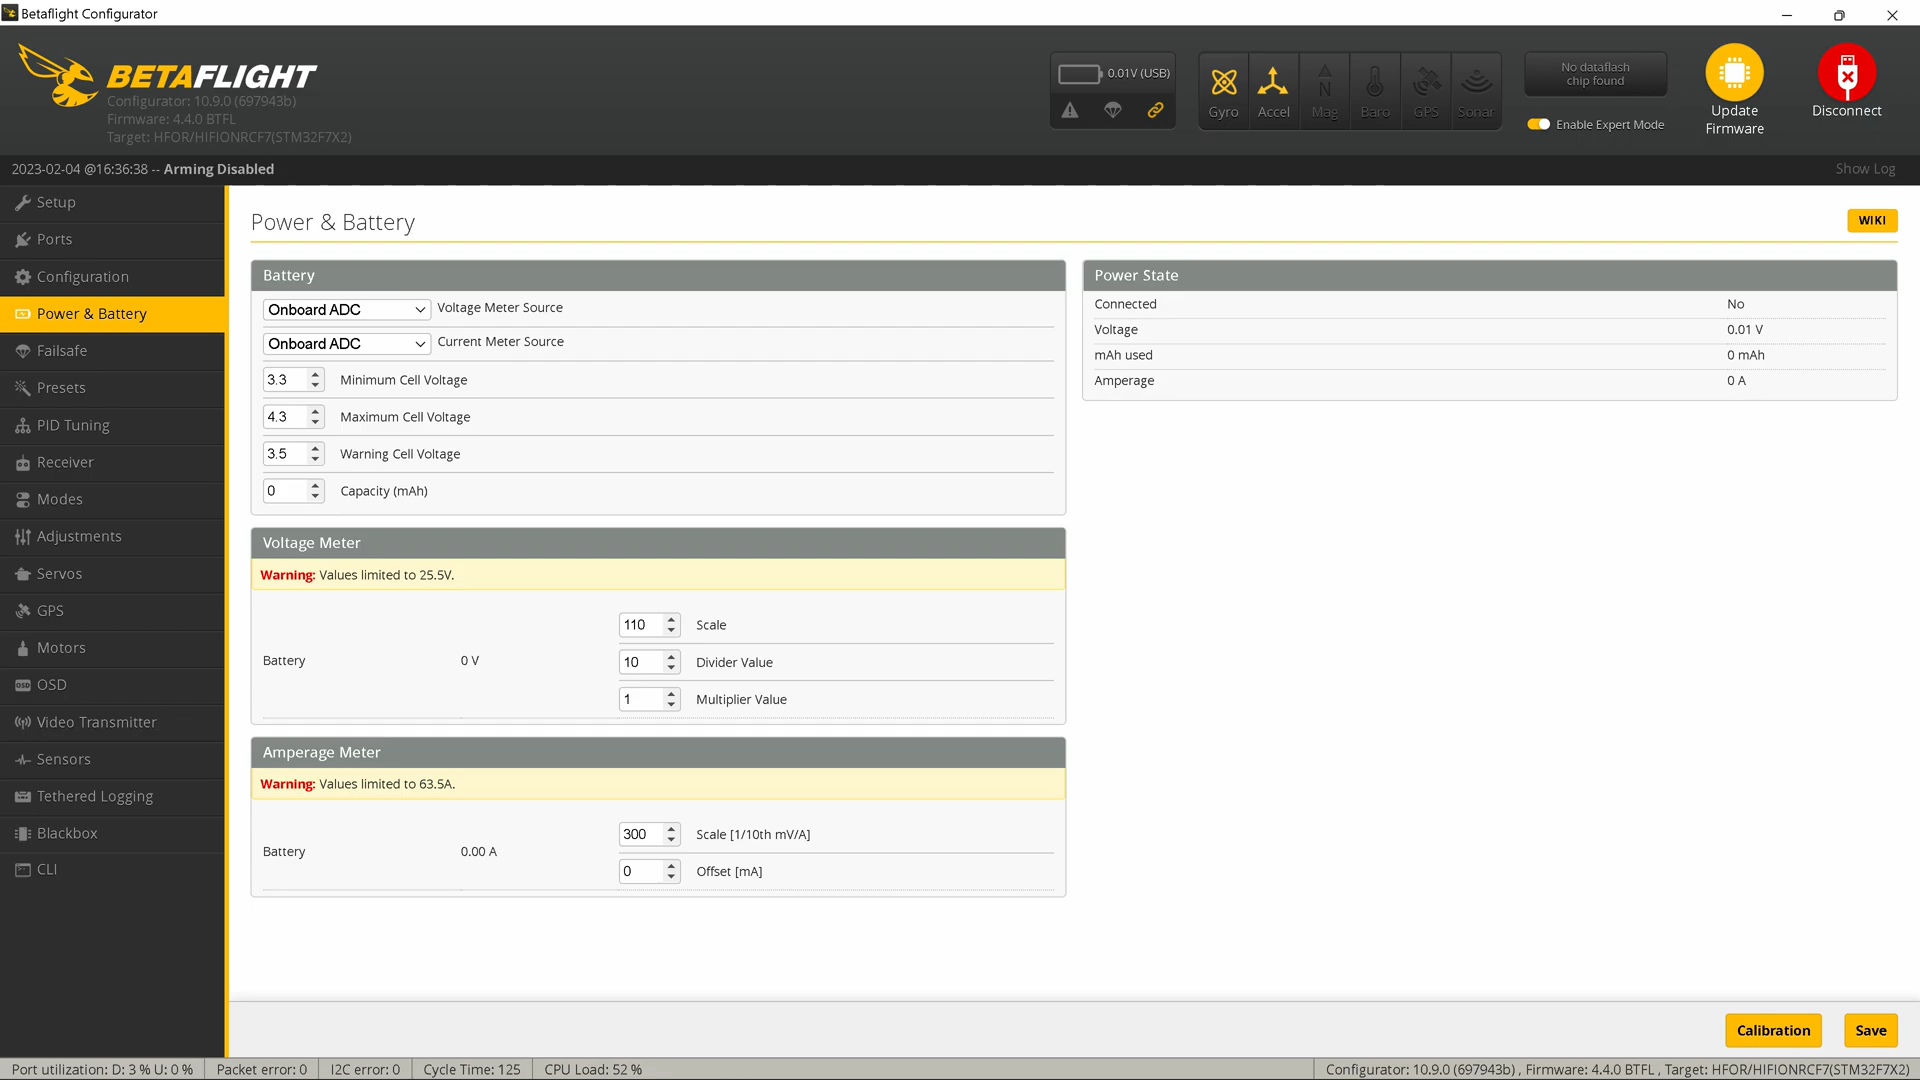 Betaflight Configurator
BETAFLIGHT
Configurator: 10.9.0 (697943b)
Firmware: 4.4.0 BTFL
Target: HFOR/HIFIONRCF7(STM32F7X2)
0.01V (USB)
Gyro
Accel
Mag
Baro
GPS
Sonar
No dataflash
chip found
Enable Expert Mode
Update
Firmware
Disconnect
2023-02-04 @16:36:38 -- Arming Disabled
Show Log
Setup
Ports
Configuration
Power & Battery
Failsafe
Presets
PID Tuning
Receiver
Modes
Adjustments
Servos
GPS
Motors
OSD
Video Transmitter
Sensors
Tethered Logging
Blackbox
CLI
Power & Battery
WIKI
Battery
Onboard ADC Voltage Meter Source
Onboard ADC Current Meter Source
3.3 Minimum Cell Voltage
4.3 Maximum Cell Voltage
3.5 Warning Cell Voltage
0 Capacity (mAh)
Voltage Meter
Warning: Values limited to 25.5V.
Battery 0 V
110 Scale
10 Divider Value
1 Multiplier Value
Amperage Meter
Warning: Values limited to 63.5A.
Battery 0.00 A
300 Scale [1/10th mV/A]
0 Offset [mA]
Power State
Connected No
Voltage 0.01 V
mAh used 0 mAh
Amperage 0 A
Calibration
Save
Port utilization: D: 3 % U: 0 %
Packet error: 0
I2C error: 0
Cycle Time: 125
CPU Load: 52 %
Configurator: 10.9.0 (697943b) , Firmware: 4.4.0 BTFL , Target: HFOR/HIFIONRCF7(STM32F7X2)